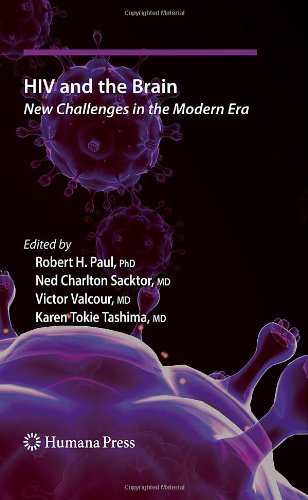 HIV and the Brain
New Challenges in the Modern Era
Edited by
Robert H. Paul, PhD
Ned Charlton Sacktor, MD
Victor Valcour, MD
Karen Tokie Tashima, MD
Humana Press